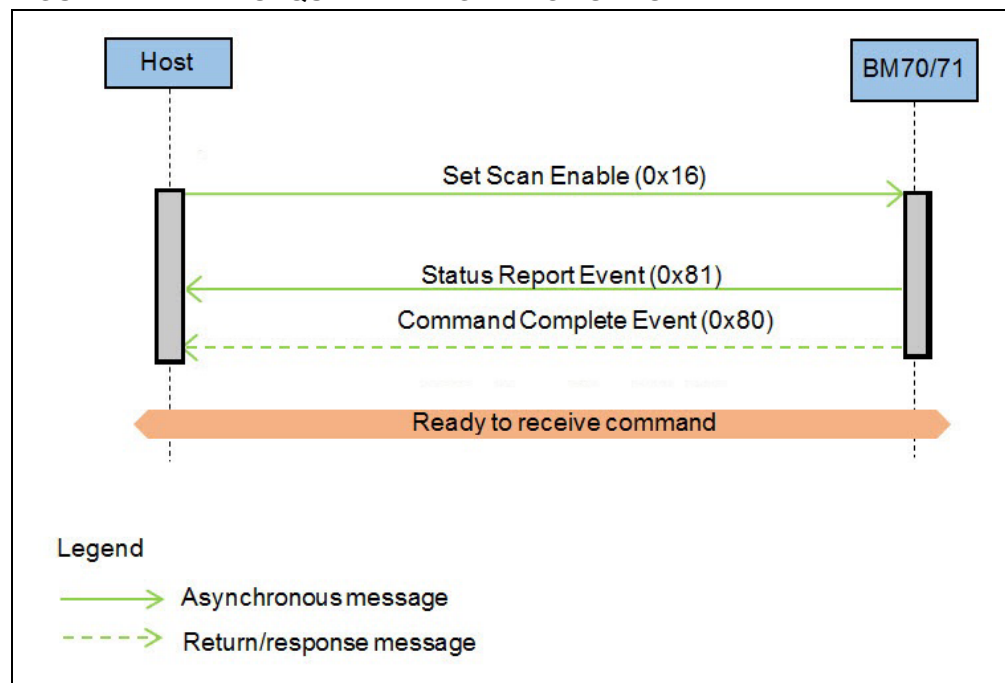 Host
BM70/71
Set Scan Enable (0x16)
Status Report Event (0x81)
Command Complete Event (0x80)
Ready to receive command
Legend
Asynchronous message
Return/response message